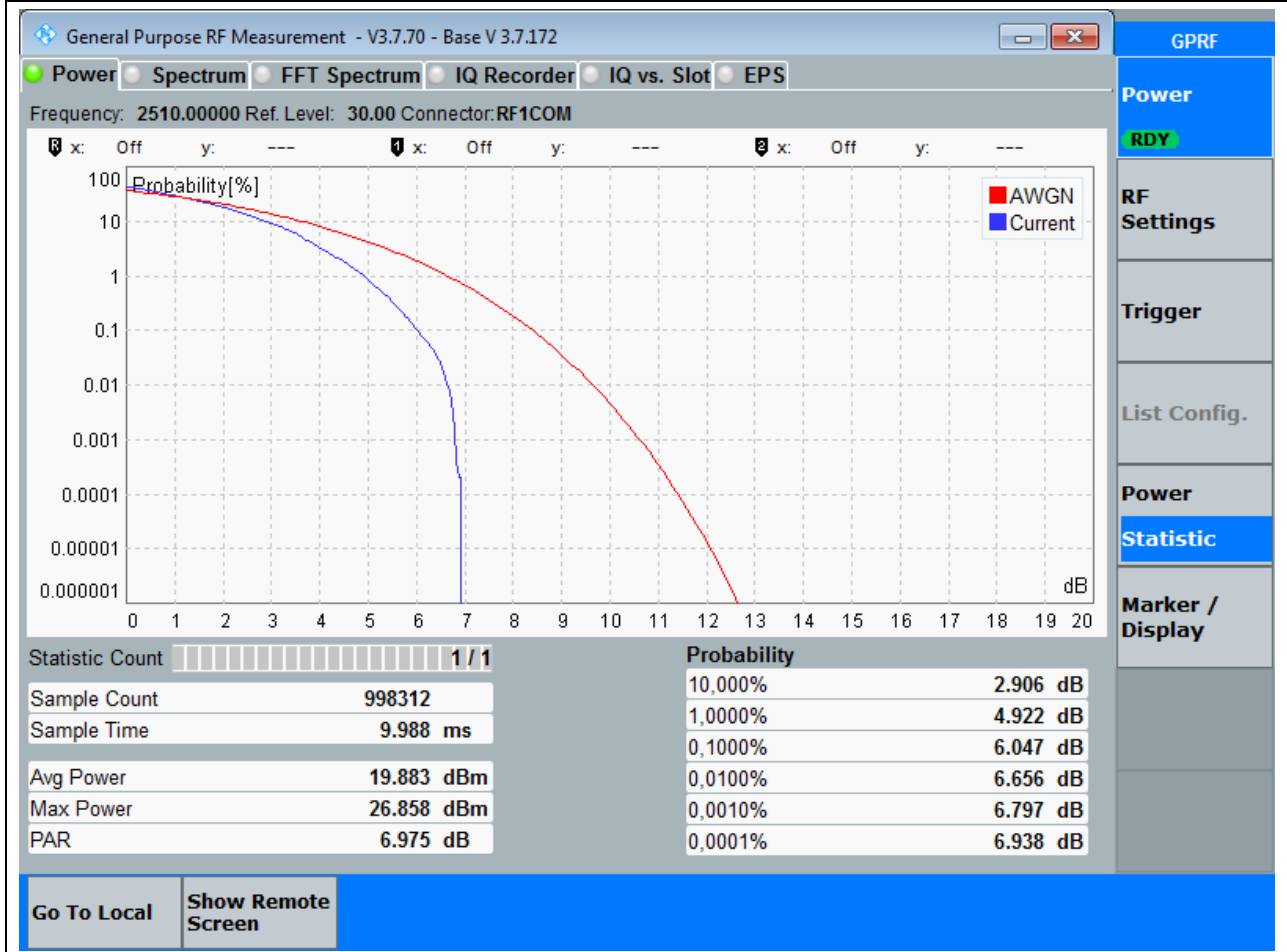 General Purpose RF Measurement - V3.7.70 - Base V 3.7.172
GPRF
Power Spectrum FFT Spectrum IQ Recorder IQ vs. Slot EPS
Frequency: 2510.00000 Ref. Level: 30.00 Connector: RF1COM
R x: Off y: --- 1 x: Off y: --- 2 x: Off y: ---
Probability[%]
AWGN
Current
100
10
1
0.1
0.01
0.001
0.0001
0.00001
0.000001
dB
0 1 2 3 4 5 6 7 8 9 10 11 12 13 14 15 16 17 18 19 20
Statistic Count 1 / 1
Sample Count 998312
Sample Time 9.988 ms
Avg Power 19.883 dBm
Max Power 26.858 dBm
PAR 6.975 dB
Probability
10,000% 2.906 dB
1,0000% 4.922 dB
0,1000% 6.047 dB
0,0100% 6.656 dB
0,0010% 6.797 dB
0,0001% 6.938 dB
Power
RDY
RF
Settings
Trigger
List Config.
Power
Statistic
Marker /
Display
Go To Local
Show Remote
Screen